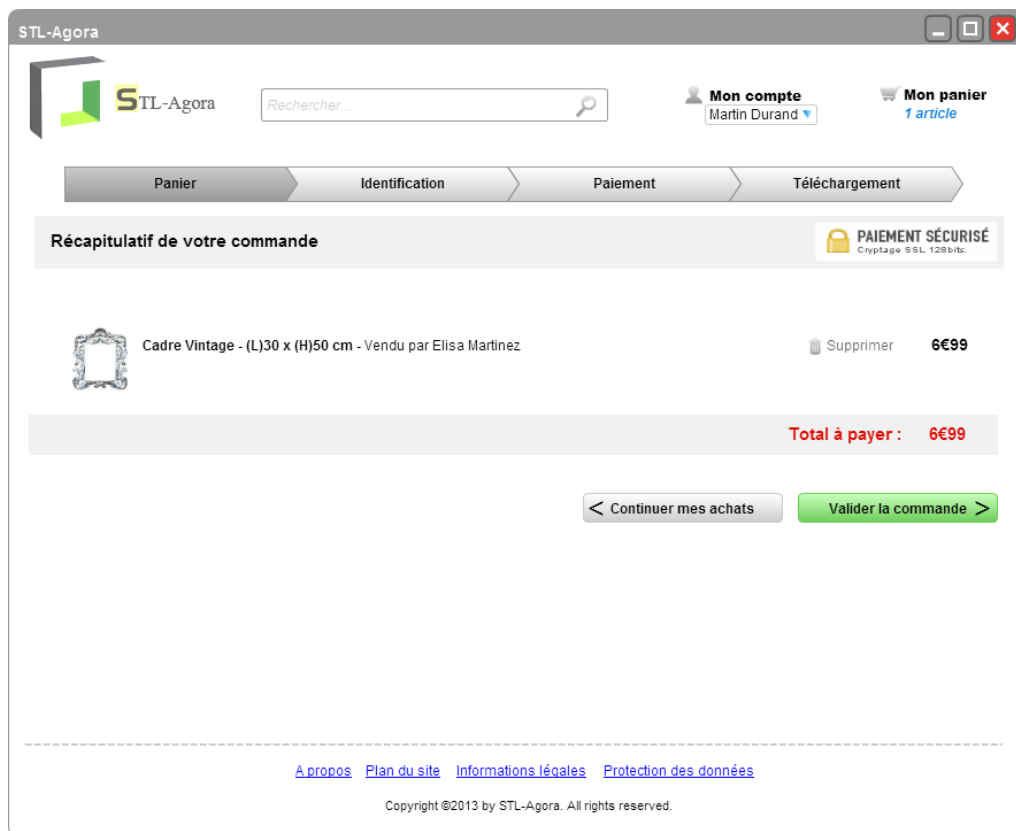 STL-Agora
STL-Agora
Rechercher...
Mon compte
Martin Durand
Mon panier
1 article
Panier
Identification
Paiement
Téléchargement
Récapitulatif de votre commande
PAIEMENT SÉCURISÉ
Cryptage SSL 128bits.
Cadre Vintage - (L)30 x (H)50 cm - Vendu par Elisa Martinez
Supprimer
6€99
Total à payer :
6€99
< Continuer mes achats
Valider la commande >
A propos Plan du site Informations légales Protection des données
Copyright ©2013 by STL-Agora. All rights reserved.